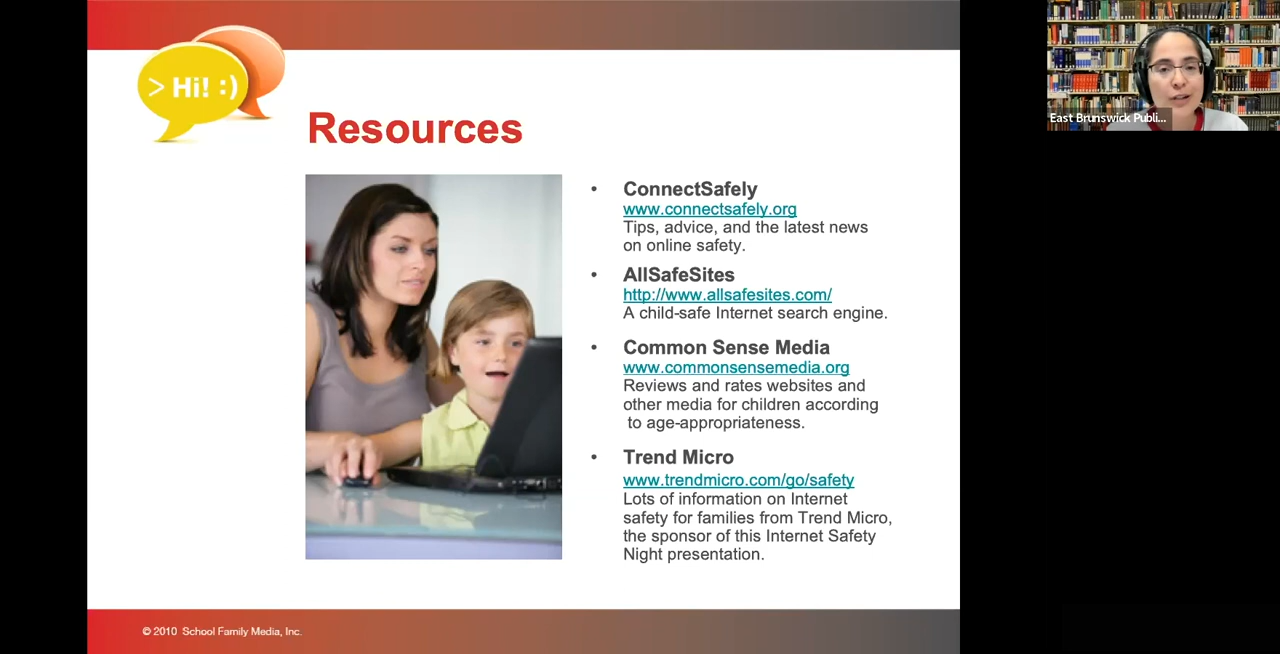 > Hi! :)
Resources
• ConnectSafely
www.connectsafely.org
Tips, advice, and the latest news
on online safety.
• AllSafeSites
http://www.allsafesites.com/
A child-safe Internet search engine.
• Common Sense Media
www.commonsensemedia.org
Reviews and rates websites and
other media for children according
to age-appropriateness.
• Trend Micro
www.trendmicro.com/go/safety
Lots of information on Internet
safety for families from Trend Micro,
the sponsor of this Internet Safety
Night presentation.
© 2010 School Family Media, Inc.
East Brunswick Publi...